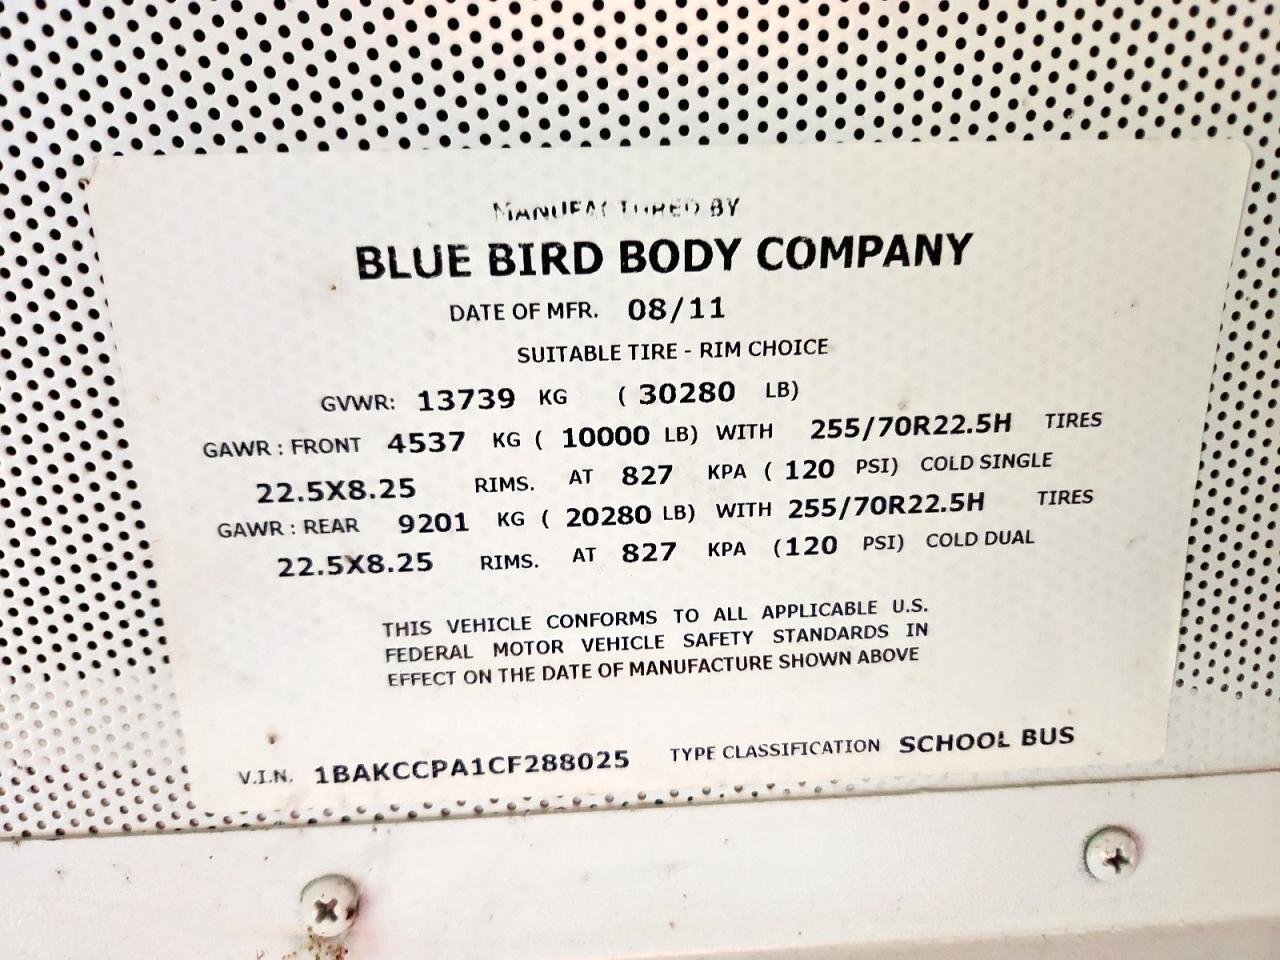 MANUFACTURED BY
BLUE BIRD BODY COMPANY
DATE OF MFR. 08/11
SUITABLE TIRE - RIM CHOICE
GVWR: 13739 KG ( 30280 LB)
GAWR : FRONT 4537 KG ( 10000 LB) WITH 255/70R22.5H TIRES
22.5X8.25 RIMS. AT 827 KPA ( 120 PSI) COLD SINGLE
GAWR : REAR 9201 KG ( 20280 LB) WITH 255/70R22.5H TIRES
22.5X8.25 RIMS. AT 827 KPA (120 PSI) COLD DUAL
THIS VEHICLE CONFORMS TO ALL APPLICABLE U.S.
FEDERAL MOTOR VEHICLE SAFETY STANDARDS IN
EFFECT ON THE DATE OF MANUFACTURE SHOWN ABOVE
V.I.N. 1BAKCCPA1CF288025 TYPE CLASSIFICATION SCHOOL BUS